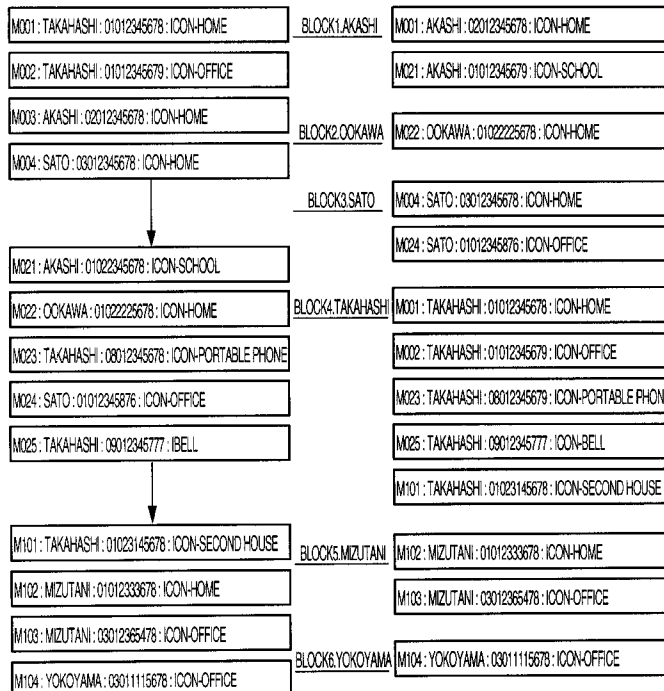 M001 : TAKAHASHI : 01012345678 : ICON-HOME
M002 : TAKAHASHI : 01012345679 : ICON-OFFICE
M003 : AKASHI : 02012345678 : ICON-HOME
M004 : SATO : 03012345678 : ICON-HOME
M021 : AKASHI : 01022345678 : ICON-SCHOOL
M022 : OOKAWA : 01022225678 : ICON-HOME
M023 : TAKAHASHI : 08012345678 : ICON-PORTABLE PHONE
M024 : SATO : 01012345876 : ICON-OFFICE
M025 : TAKAHASHI : 09012345777 : IBELL
M101 : TAKAHASHI : 01023145678 : ICON-SECOND HOUSE
M102 : MIZUTANI : 01012333678 : ICON-HOME
M103 : MIZUTANI : 03012365478 : ICON-OFFICE
M104 : YOKOYAMA : 03011115678 : ICON-OFFICE
BLOCK1.AKASHI
M001 : AKASHI : 02012345678 : ICON-HOME
M021 : AKASHI : 01012345679 : ICON-SCHOOL
BLOCK2.OOKAWA
M022 : OOKAWA : 01022225678 : ICON-HOME
BLOCK3.SATO
M004 : SATO : 03012345678 : ICON-HOME
M024 : SATO : 01012345876 : ICON-OFFICE
BLOCK4.TAKAHASHI
M001 : TAKAHASHI : 01012345678 : ICON-HOME
M002 : TAKAHASHI : 01012345679 : ICON-OFFICE
M023 : TAKAHASHI : 08012345679 : ICON-PORTABLE PHON
M025 : TAKAHASHI : 09012345777 : ICON-BELL
M101 : TAKAHASHI : 01023145678 : ICON-SECOND HOUSE
BLOCK5.MIZUTANI
M102 : MIZUTANI : 01012333678 : ICON-HOME
M103 : MIZUTANI : 03012365478 : ICON-OFFICE
BLOCK6.YOKOYAMA
M104 : YOKOYAMA : 03011115678 : ICON-OFFICE